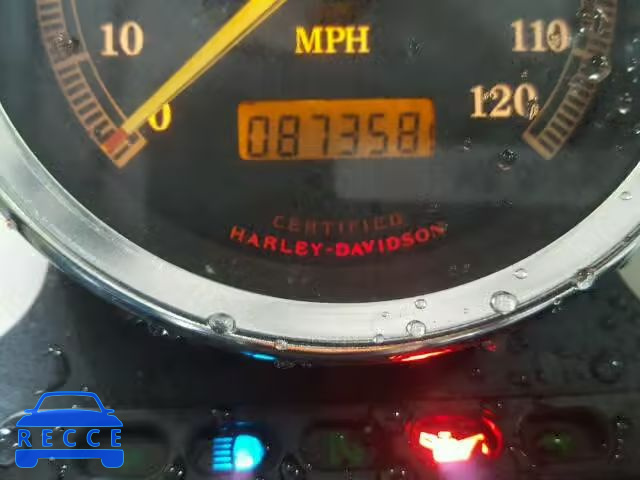 10
MPH
110
0
120
087358
CERTIFIED
HARLEY-DAVIDSON
N
RECCE